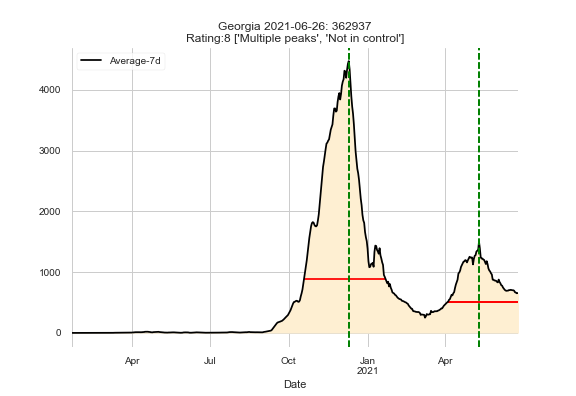 Georgia 2021-06-26: 362937
Rating:8 ['Multiple peaks', 'Not in control']
Average-7d
4000
3000
2000
1000
0
Apr
Jul
Oct
Jan
2021
Apr
Date